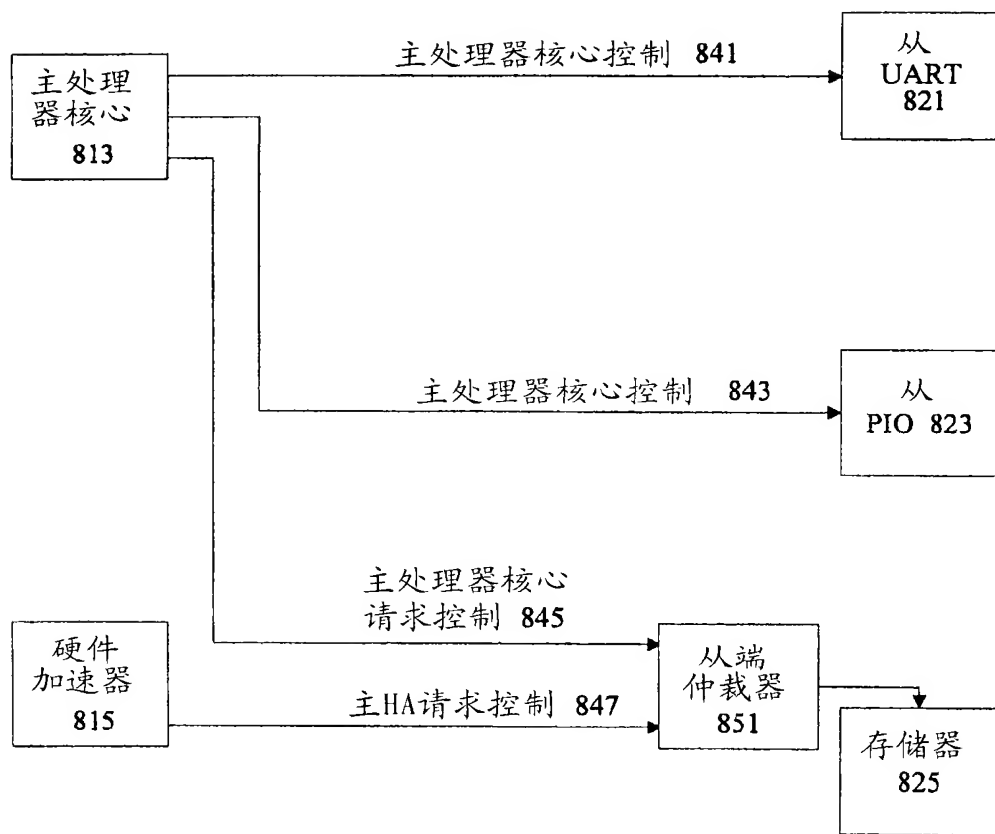 主处理
器核心
813
主处理器核心控制 841
从
UART
821
主处理器核心控制 843
从
PIO 823
主处理器核心
请求控制 845
硬件
加速器
815
主HA请求控制 847
从端
仲裁器
851
存储器
825